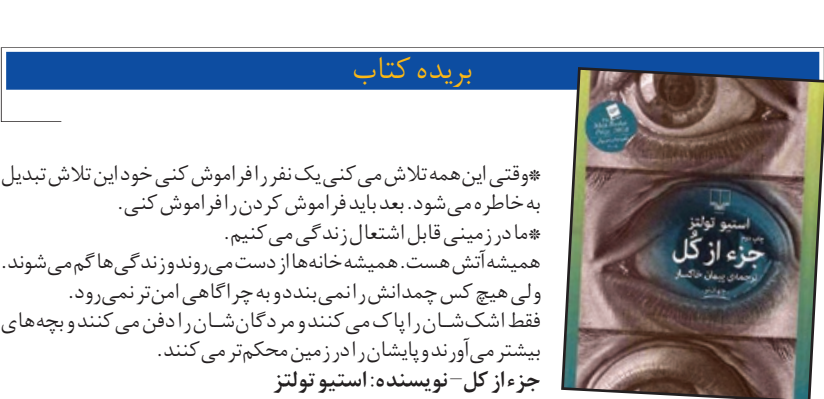 بریده کتاب
*وقتی این همه تلاش می کنی یک نفر را فراموش کنی خود این تلاش تبدیل
به خاطره می شود. بعد باید فراموش کردن را فراموش کنی.
*ما در زمینی قابل اشتعال زندگی می کنیم.
همیشه آتش هست. همیشه خانه‌ها از دست می‌روند و زندگی ها گم می‌شوند.
ولی هیچ کس چمدانش را نمی بندد و به چراگاهی امن‌تر نمی‌رود.
فقط اشک شان را پاک می کنند و مردگان شان را دفن می کنند و بچه های
بیشتر می آورند و پایشان را در زمین محکم‌تر می کنند.
جزء از کل – نویسنده: استیو تولتز
استیو تولتز
چاپ دوم
جزء از کُل
ترجمه‌ی پیمان خاکسار